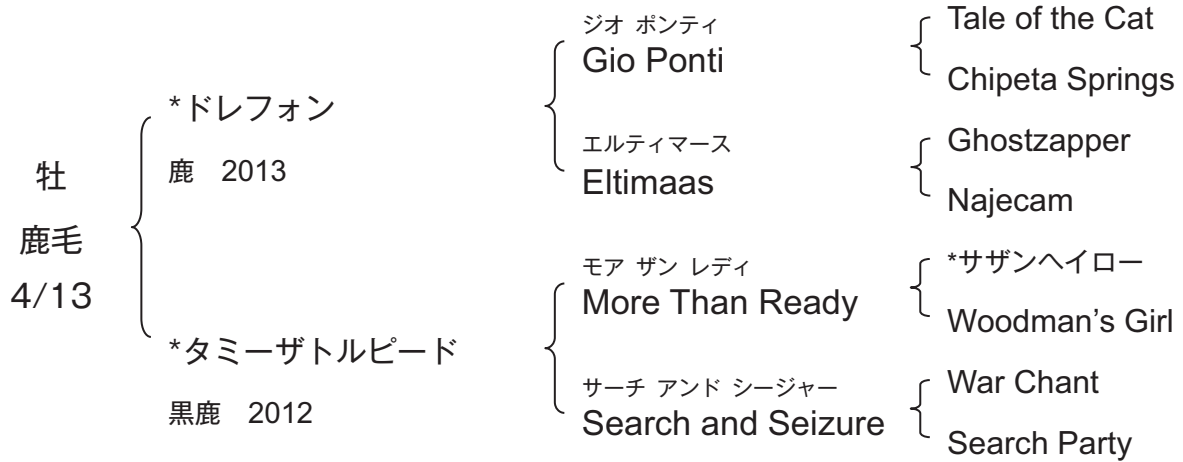 牡
鹿毛
4/13
*ドレフォン
鹿 2013
*タミーザトルピード
黒鹿 2012
ジオ ポンティ
Gio Ponti
エルティマース
Eltimaas
モア ザン レディ
More Than Ready
サーチ アンド シージャー
Search and Seizure
Tale of the Cat
Chipeta Springs
Ghostzapper
Najecam
*サザンヘイロー
Woodman’s Girl
War Chant
Search Party